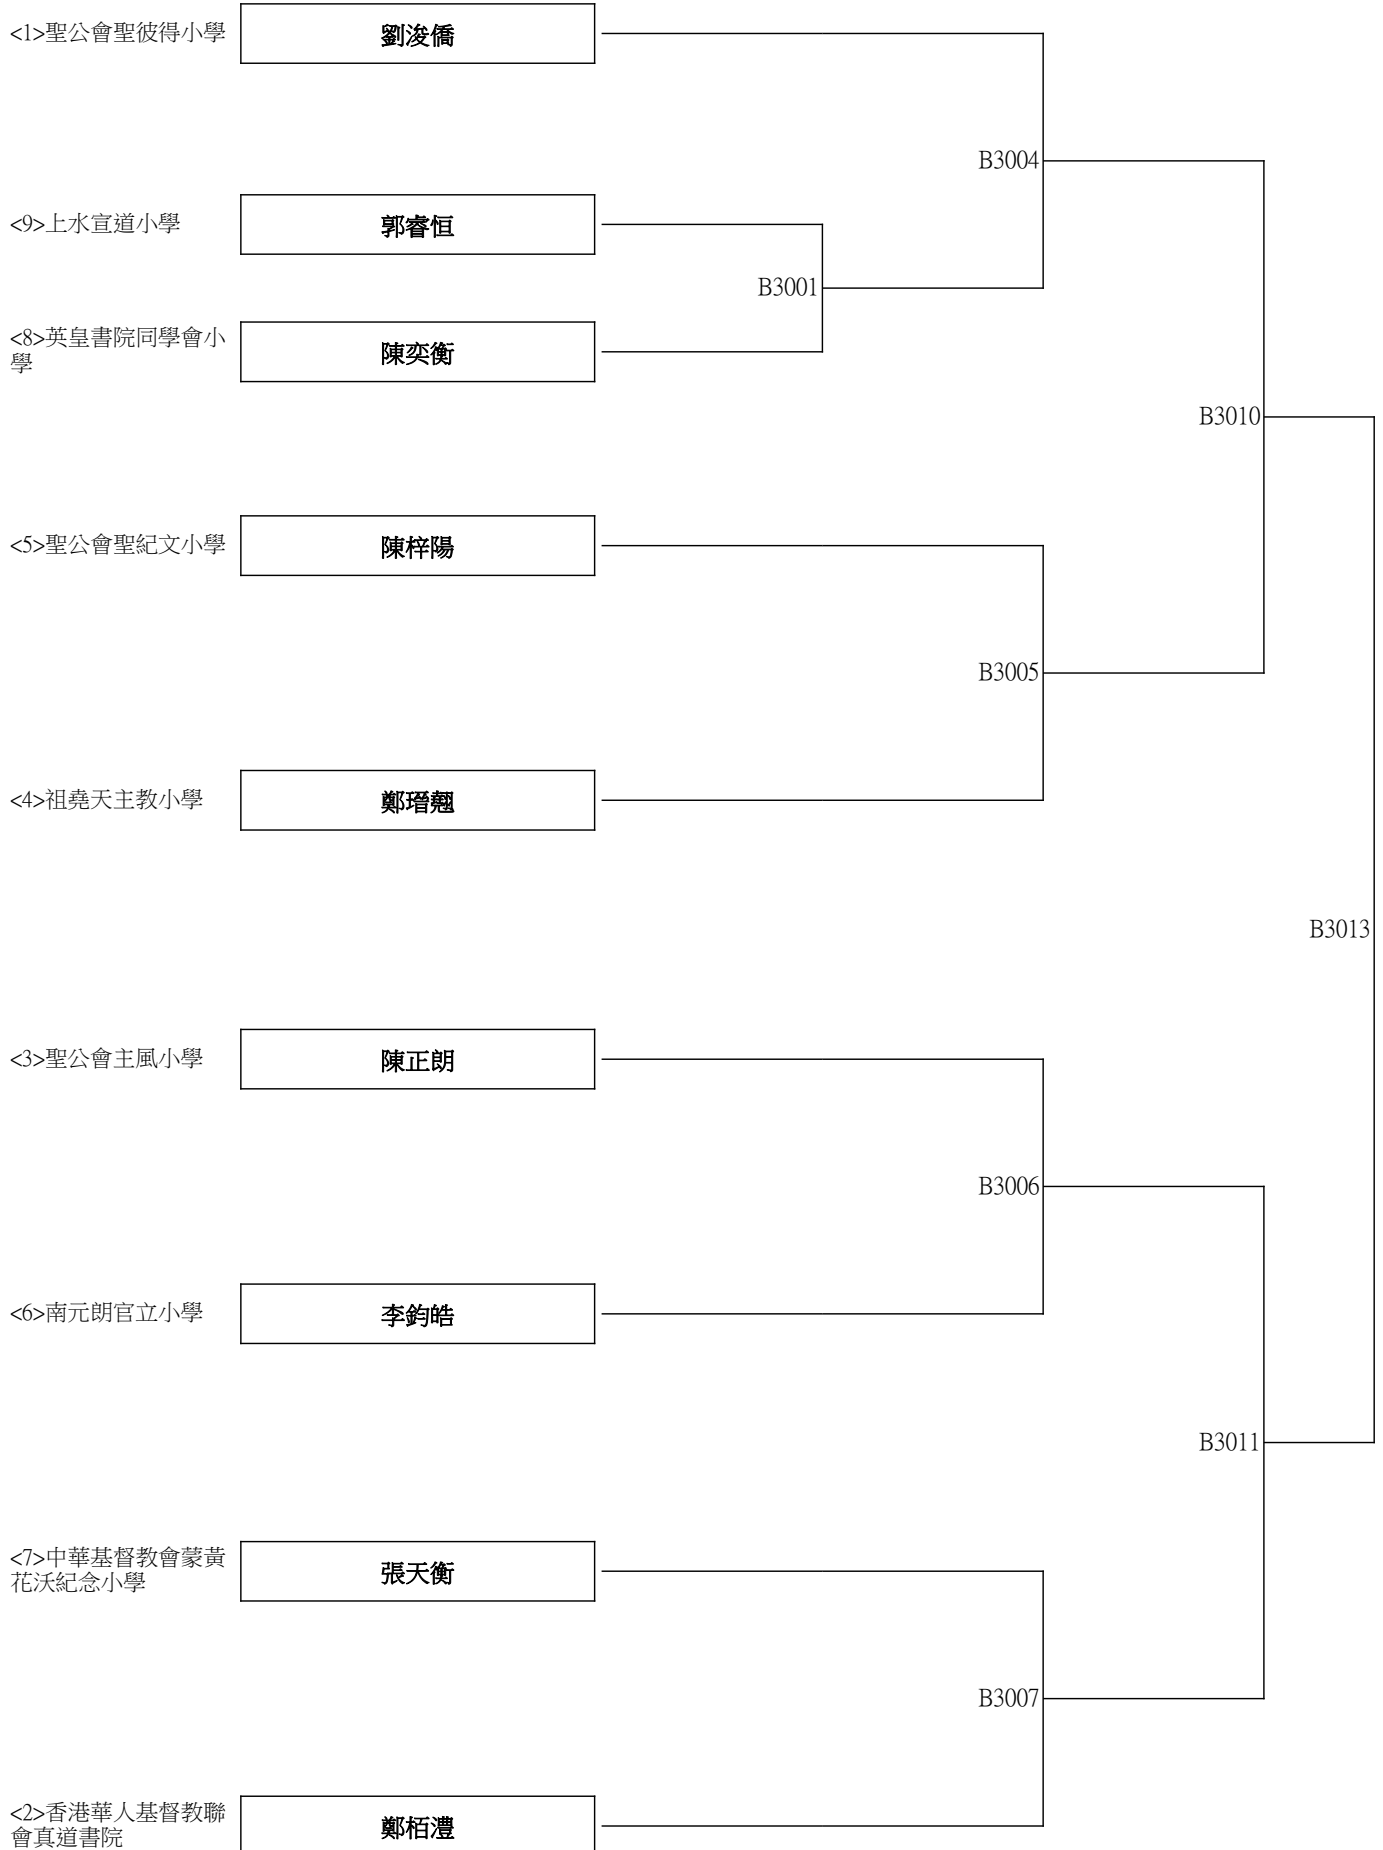 <1>聖公會聖彼得小學
劉浚僑
B3004
<9>上水宣道小學
郭睿恒
B3001
<8>英皇書院同學會小
學
陳奕衡
B3010
<5>聖公會聖紀文小學
陳梓陽
B3005
<4>祖堯天主教小學
鄭瑨翹
B3013
<3>聖公會主風小學
陳正朗
B3006
<6>南元朗官立小學
李鈞皓
B3011
<7>中華基督教會蒙黃
花沃紀念小學
張天衡
B3007
<2>香港華人基督教聯
會真道書院
鄭栢澧